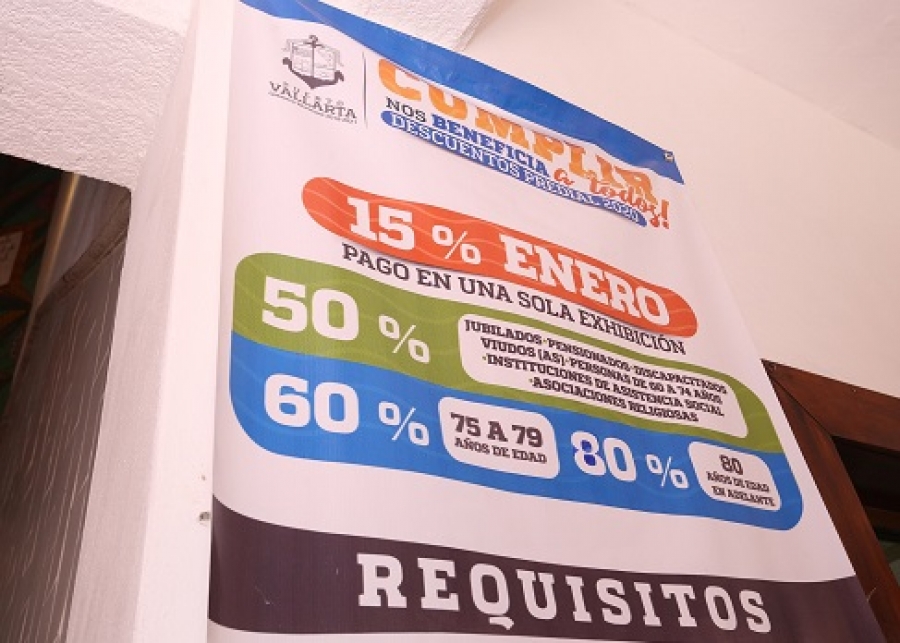 PUERTO
VALLARTA
CUMPLIR
NOS BENEFICIA
a todos!
DESCUENTOS PREDIAL 2020
15 % ENERO
PAGO EN UNA SOLA EXHIBICIÓN
50 %
JUBILADOS·PENSIONADOS·DISCAPACITADOS
VIUDOS (AS)·PERSONAS DE 60 A 74 AÑOS
·INSTITUCIONES DE ASISTENCIA SOCIAL
·ASOCIACIONES RELIGIOSAS
60 %
75 A 79
AÑOS DE EDAD
80 %
80
AÑOS DE EDAD
EN ADELANTE
REQUISITOS